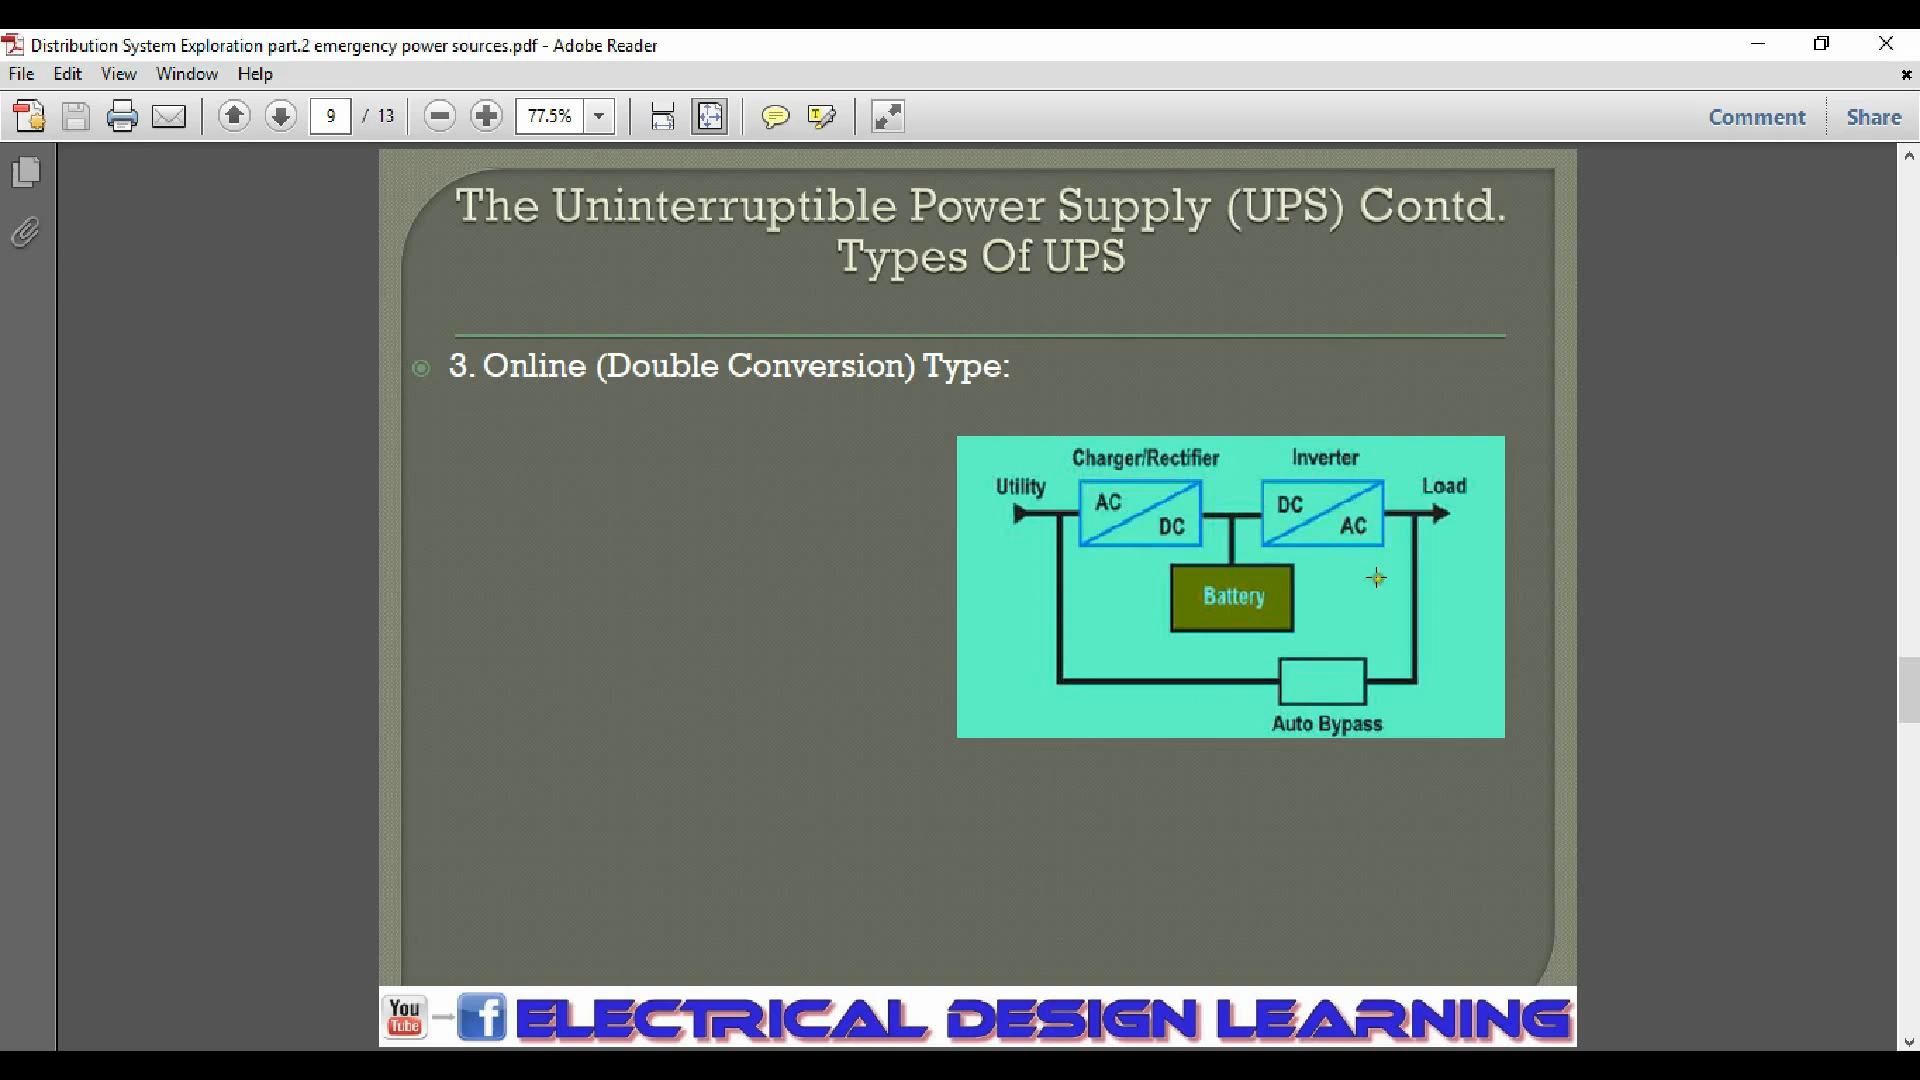 Distribution System Exploration part.2 emergency power sources.pdf - Adobe Reader
File Edit View Window Help
9 / 13 77.5% Comment Share
The Uninterruptible Power Supply (UPS) Contd.
Types Of UPS
3. Online (Double Conversion) Type:
Charger/Rectifier Inverter
Utility Load
AC DC
DC AC
Battery
Auto Bypass
You Tube f ELECTRICAL DESIGN LEARNING